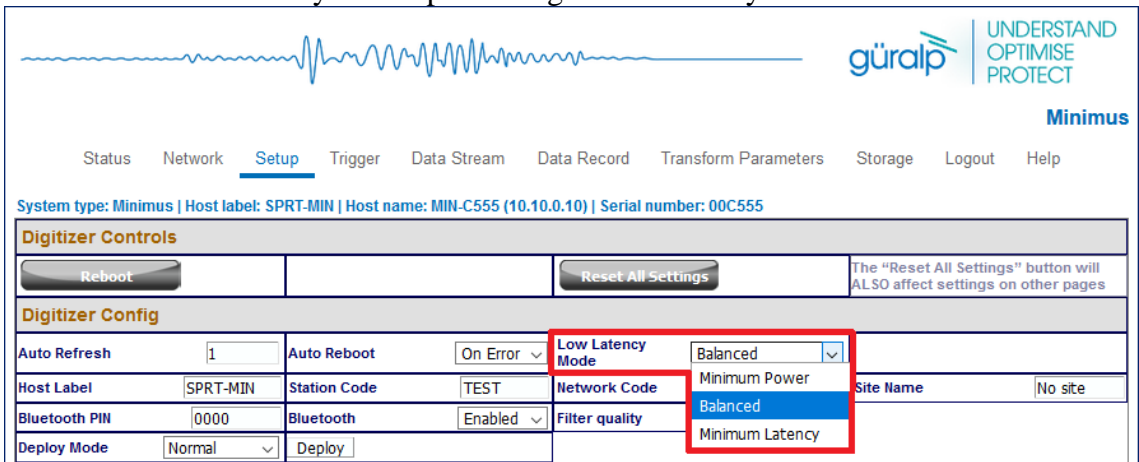 güralp
UNDERSTAND
OPTIMISE
PROTECT
Minimus
Status Network Setup Trigger Data Stream Data Record Transform Parameters Storage Logout Help
System type: Minimus | Host label: SPRT-MIN | Host name: MIN-C555 (10.10.0.10) | Serial number: 00C555
Digitizer Controls
Reboot Reset All Settings The “Reset All Settings” button will
ALSO affect settings on other pages
Digitizer Config
Auto Refresh 1 Auto Reboot On Error Low Latency Mode Balanced
Minimum Power
Host Label SPRT-MIN Station Code TEST Network Code Site Name No site
Balanced
Bluetooth PIN 0000 Bluetooth Enabled Filter quality
Minimum Latency
Deploy Mode Normal Deploy